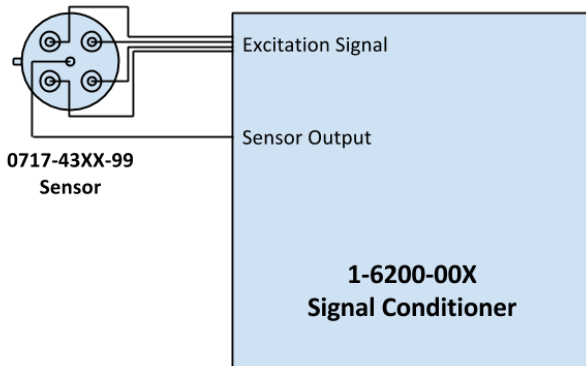 Excitation Signal
Sensor Output
0717-43XX-99
Sensor
1-6200-00X
Signal Conditioner